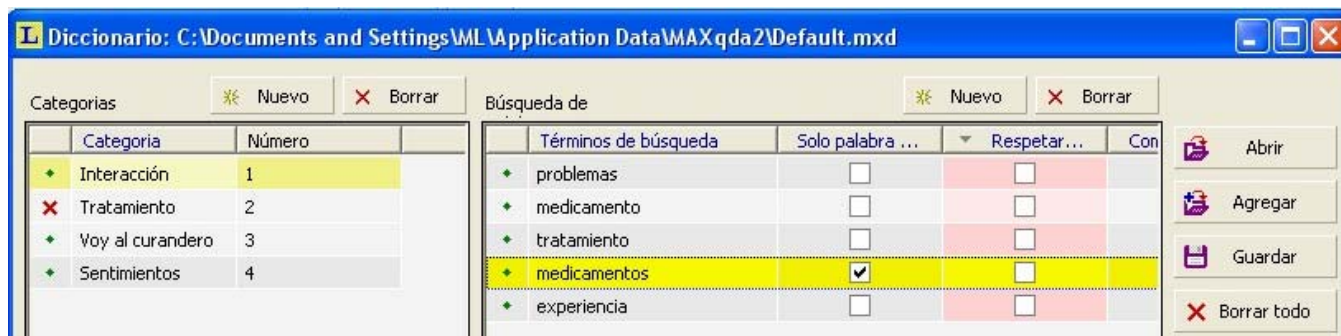 L Diccionario: C:\Documents and Settings\ML\Application Data\MAXqda2\Default.mxd
Categorias Nuevo Borrar
Categoria Número
Interacción 1
Tratamiento 2
Voy al curandero 3
Sentimientos 4
Búsqueda de Nuevo Borrar
Términos de búsqueda Solo palabra ... Respetar... Con
problemas
medicamento
tratamiento
medicamentos
experiencia
Abrir
Agregar
Guardar
Borrar todo